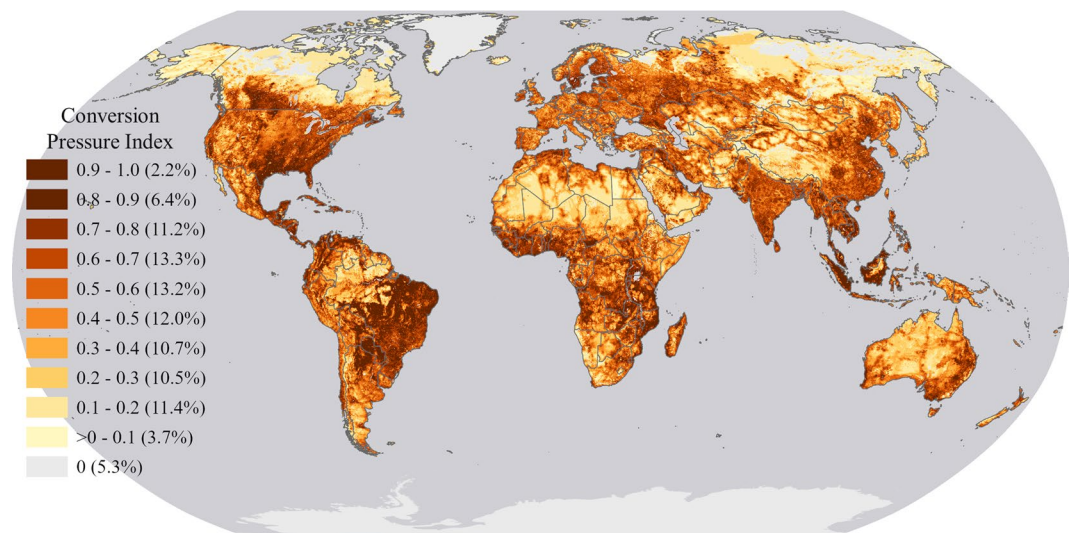 Conversion
Pressure Index
0.9 - 1.0 (2.2%)
0.8 - 0.9 (6.4%)
0.7 - 0.8 (11.2%)
0.6 - 0.7 (13.3%)
0.5 - 0.6 (13.2%)
0.4 - 0.5 (12.0%)
0.3 - 0.4 (10.7%)
0.2 - 0.3 (10.5%)
0.1 - 0.2 (11.4%)
>0 - 0.1 (3.7%)
0 (5.3%)